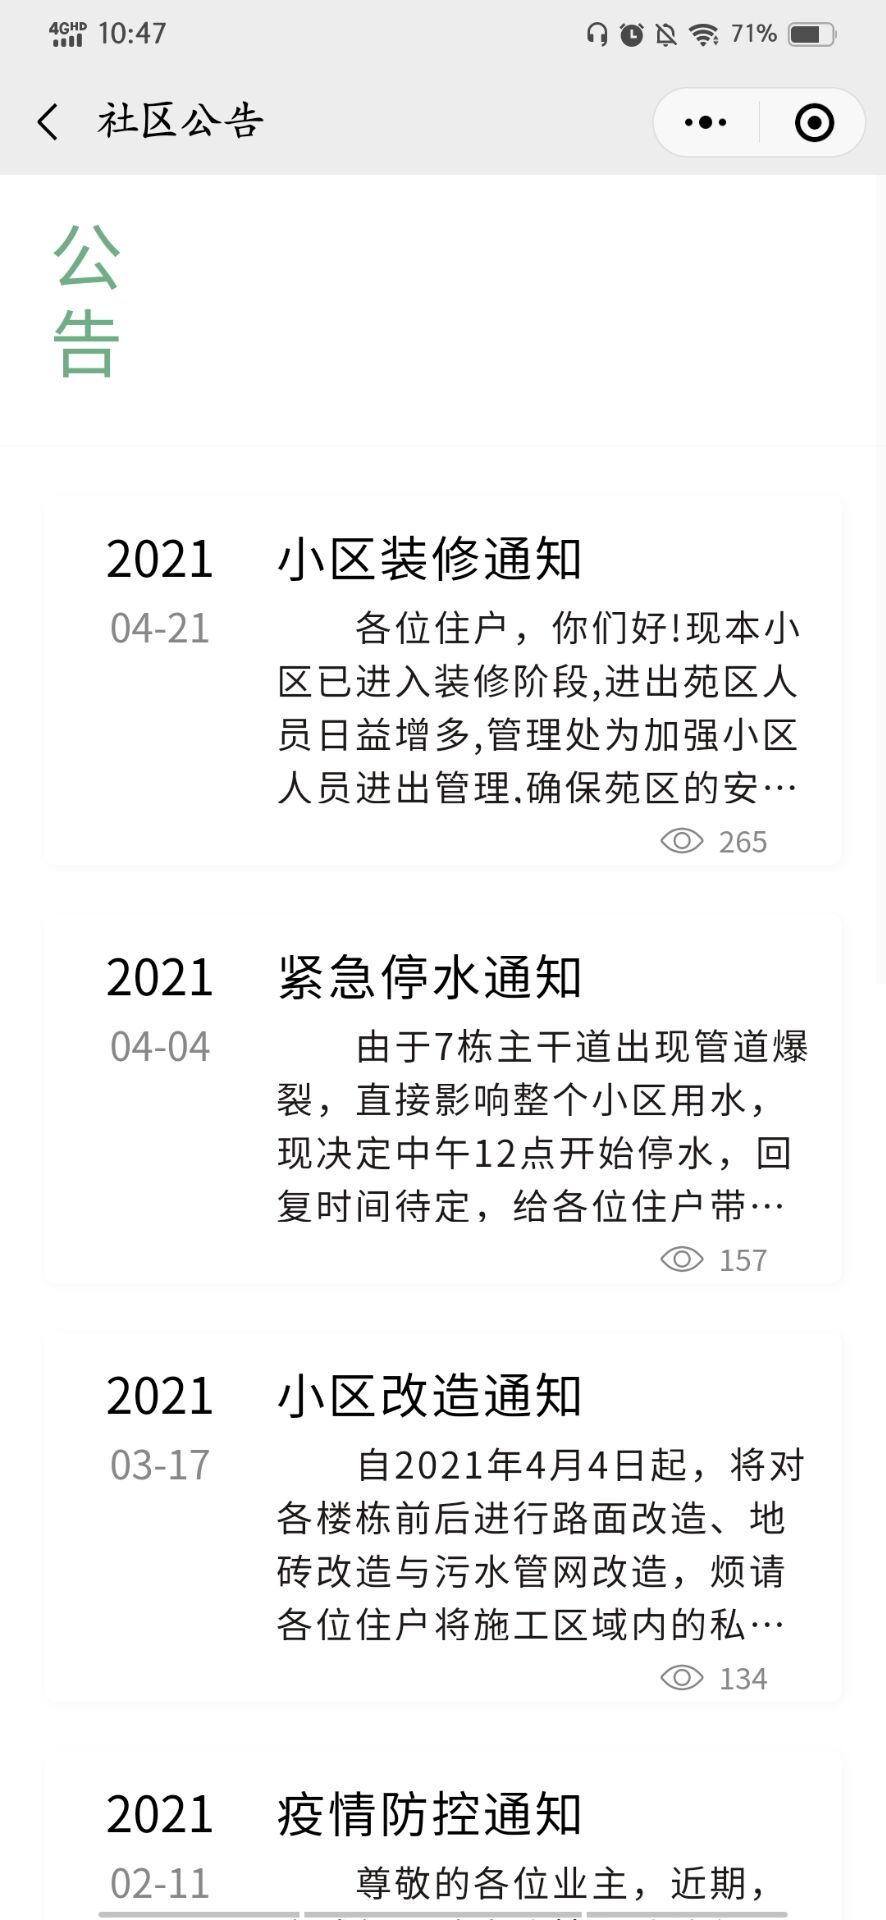 4GHD 10:47 71%
社区公告
公
告
2021 小区装修通知
04-21 各位住户，你们好!现本小
区已进入装修阶段,进出苑区人
员日益增多,管理处为加强小区
人员进出管理,确保苑区的安…
265
2021 紧急停水通知
04-04 由于7栋主干道出现管道爆
裂，直接影响整个小区用水，
现决定中午12点开始停水，回
复时间待定，给各位住户带…
157
2021 小区改造通知
03-17 自2021年4月4日起，将对
各楼栋前后进行路面改造、地
砖改造与污水管网改造，烦请
各位住户将施工区域内的私…
134
2021 疫情防控通知
02-11 尊敬的各位业主，近期，